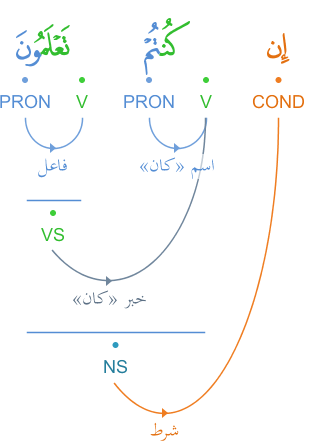 إِن كُنتُمْ تَعْلَمُونَ
COND V PRON V PRON
اسم «كان» فاعل
VS
خبر «كان»
NS
شرط